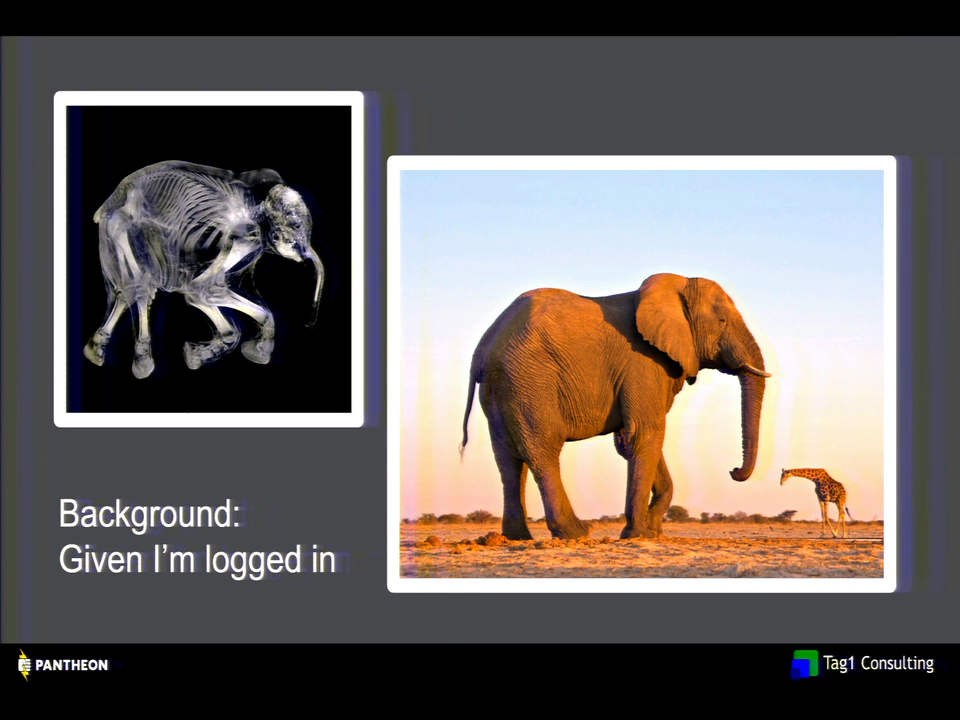 Background:
Given I'm logged in
PANTHEON
Tag1 Consulting